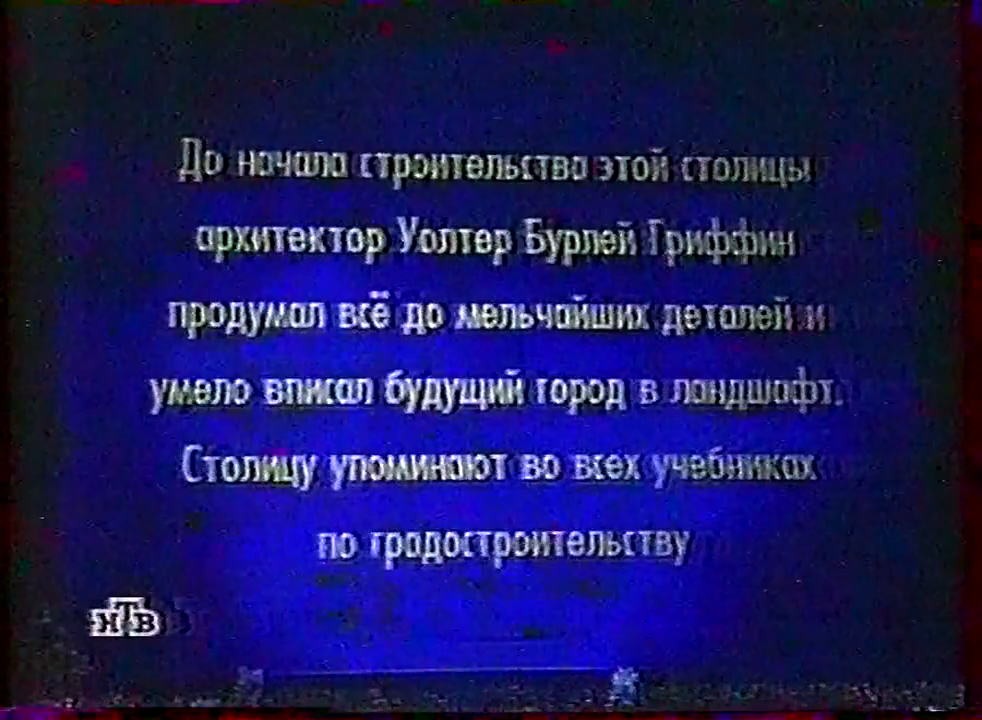 До начала строительства этой столицы
архитектор Уолтер Бурлей Гриффин
продумал всё до мельчайших деталей и
умело вписал будущий город в ландшафт.
Столицу упоминают во всех учебниках
по градостроительству
НТВ